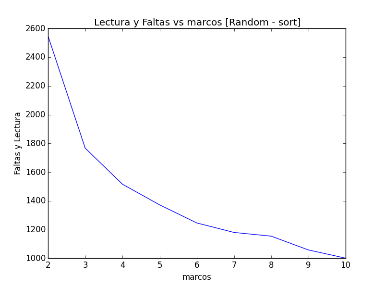 Lectura y Faltas vs marcos [Random - sort]
2600
2400
2200
2000
1800
1600
1400
1200
1000
Faltas y Lectura
2 3 4 5 6 7 8 9 10
marcos